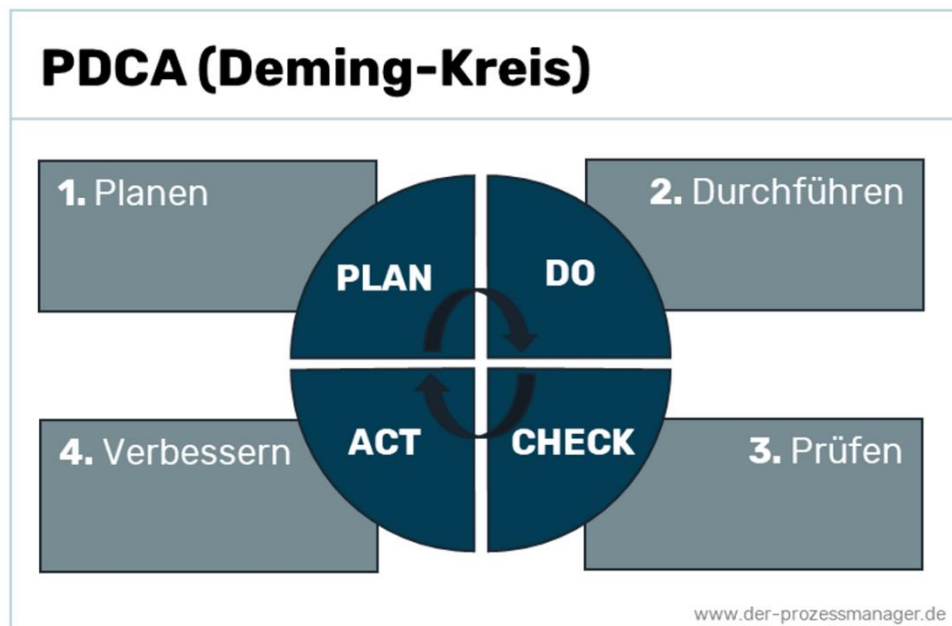 PDCA (Deming-Kreis)
1. Planen
2. Durchführen
PLAN
DO
ACT
CHECK
4. Verbessern
3. Prüfen
www.der-prozessmanager.de